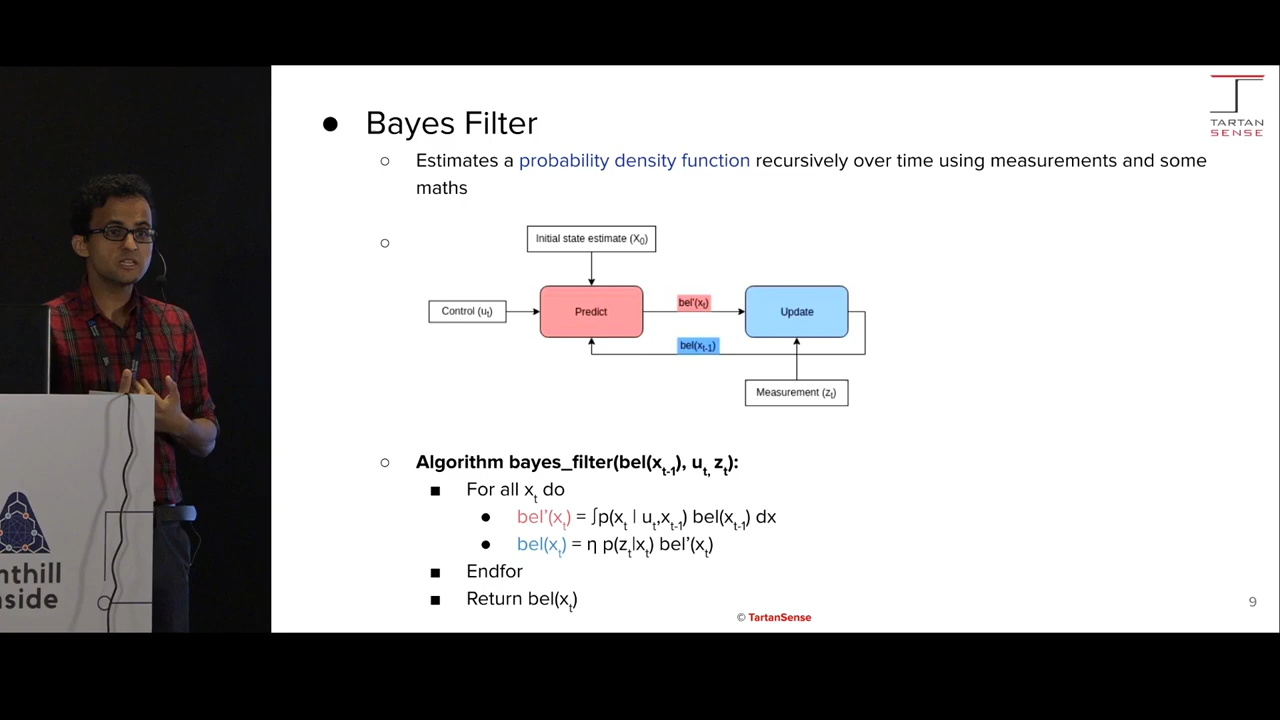 ● Bayes Filter
○ Estimates a probability density function recursively over time using measurements and some
maths
TARTAN
SENSE
○
Initial state estimate (X0)
Control (ut)
Predict
bel'(xt)
Update
bel(xt-1)
Measurement (zt)
○ Algorithm bayes_filter(bel(xt-1), ut, zt):
■ For all xt do
● bel’(xt) = ∫p(xt | ut,xt-1) bel(xt-1) dx
● bel(xt) = η p(zt|xt) bel’(xt)
■ Endfor
■ Return bel(xt)
© TartanSense
9